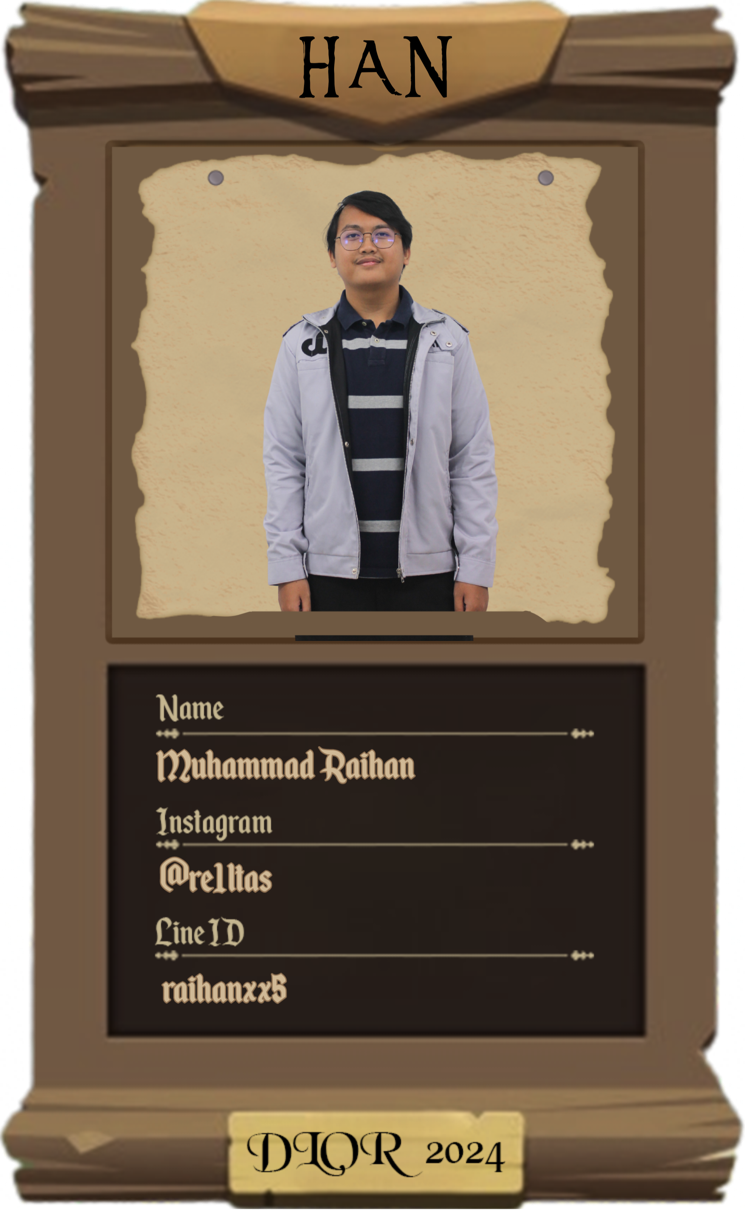 HAN
Name
Muhammad Raihan
Instagram
@re1ltas
Line ID
raihanxx5
DLOR 2024